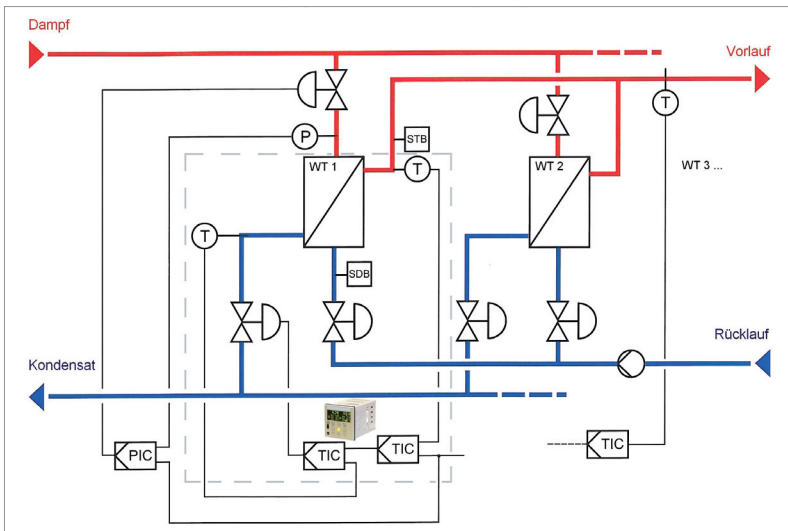 Dampf
Vorlauf
P
STB
T
WT 1
T
WT 2
WT 3 ...
T
SDB
Rücklauf
Kondensat
PIC
TIC
TIC
TIC